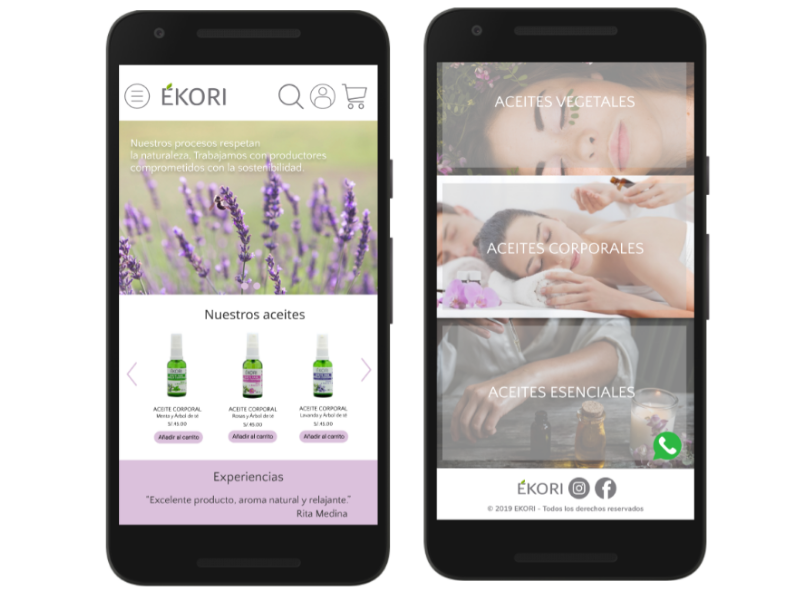 ÉKORI
Nuestros procesos respetan
la naturaleza. Trabajamos con productores
comprometidos con la sostenibilidad.
Nuestros aceites
ÉKORI
ÉKORI
ÉKORI
ACEITE CORPORAL
Menta y Árbol de té
S/.45.00
Añadir al carrito
ACEITE CORPORAL
Rosas y Árbol de té
S/.45.00
Añadir al carrito
ACEITE CORPORAL
Lavanda y Árbol de té
S/.45.00
Añadir al carrito
Experiencias
"Excelente producto, aroma natural y relajante."
Rita Medina
ACEITES VEGETALES
ACEITES CORPORALES
ACEITES ESENCIALES
ÉKORI
© 2019 EKORI - Todos los derechos reservados